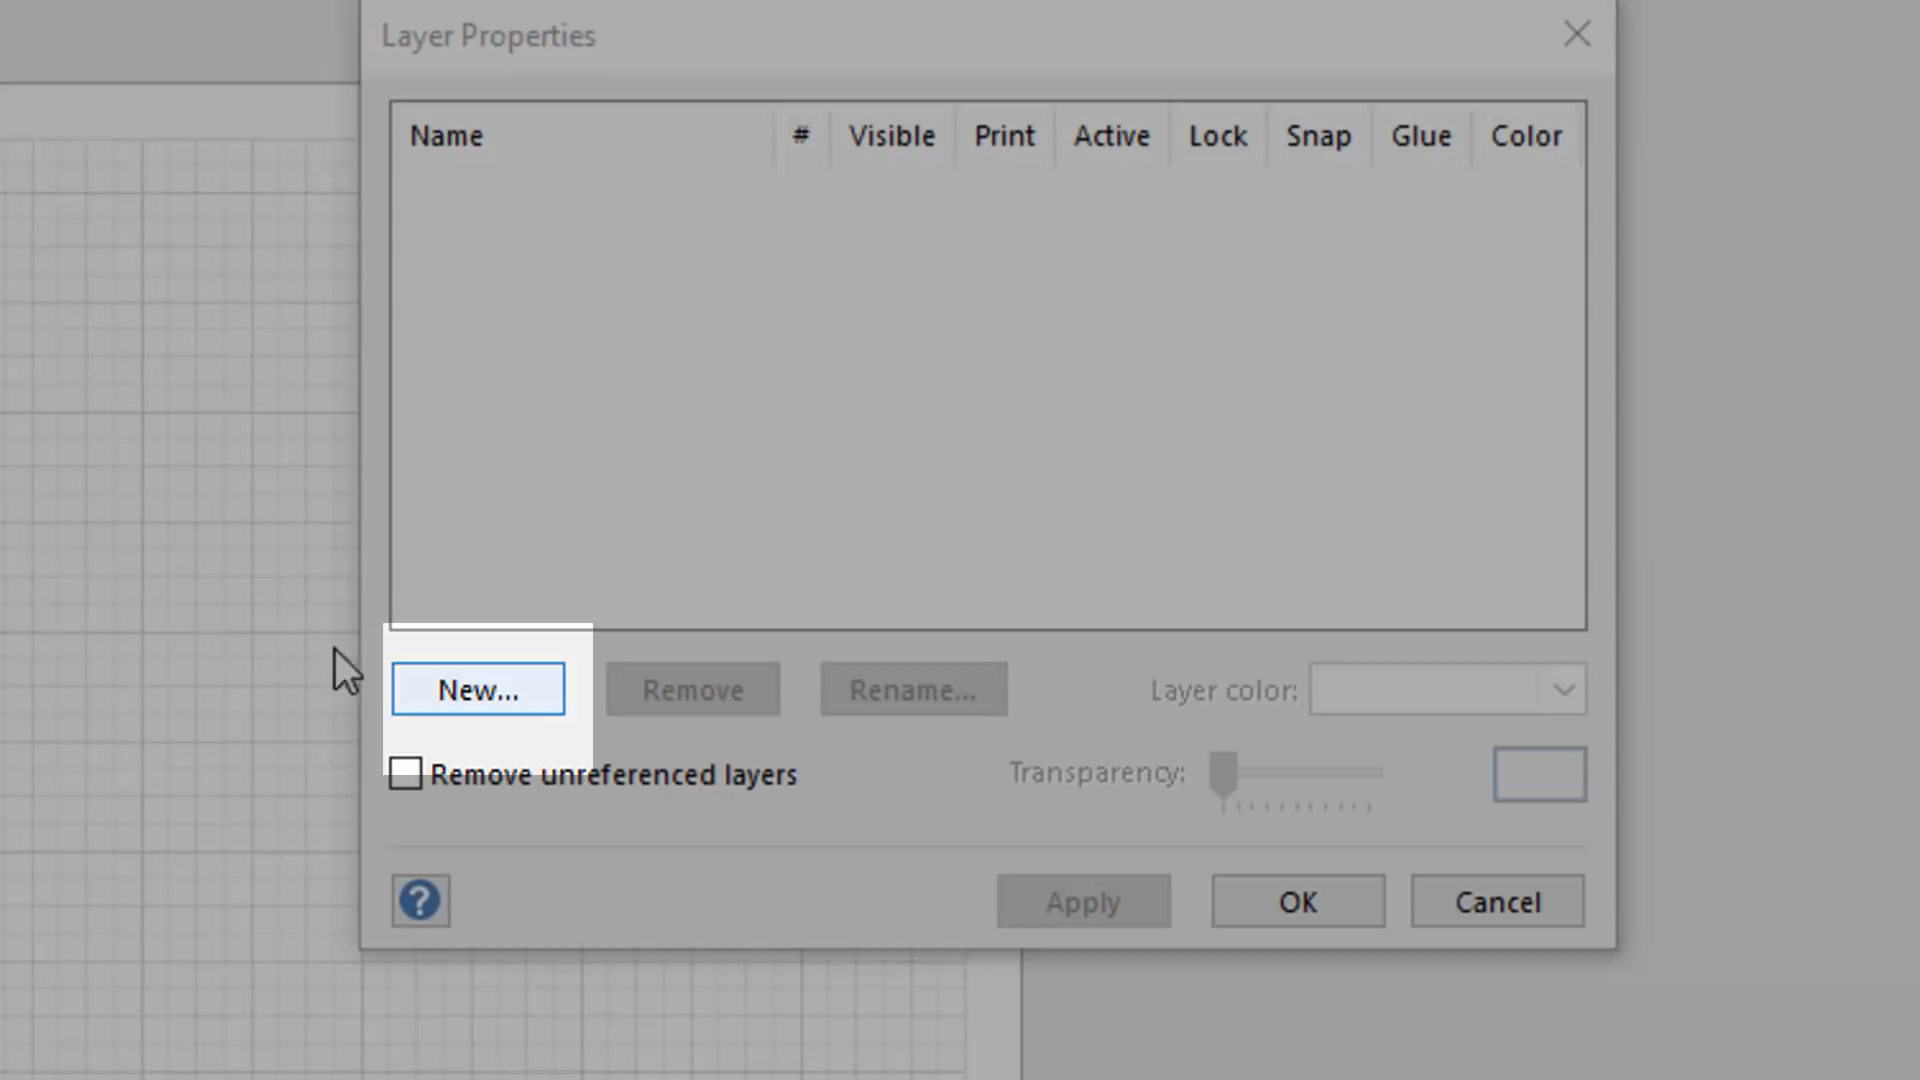 Layer Properties
Name # Visible Print Active Lock Snap Glue Color
New... Remove Rename... Layer color:
Remove unreferenced layers Transparency:
? Apply OK Cancel